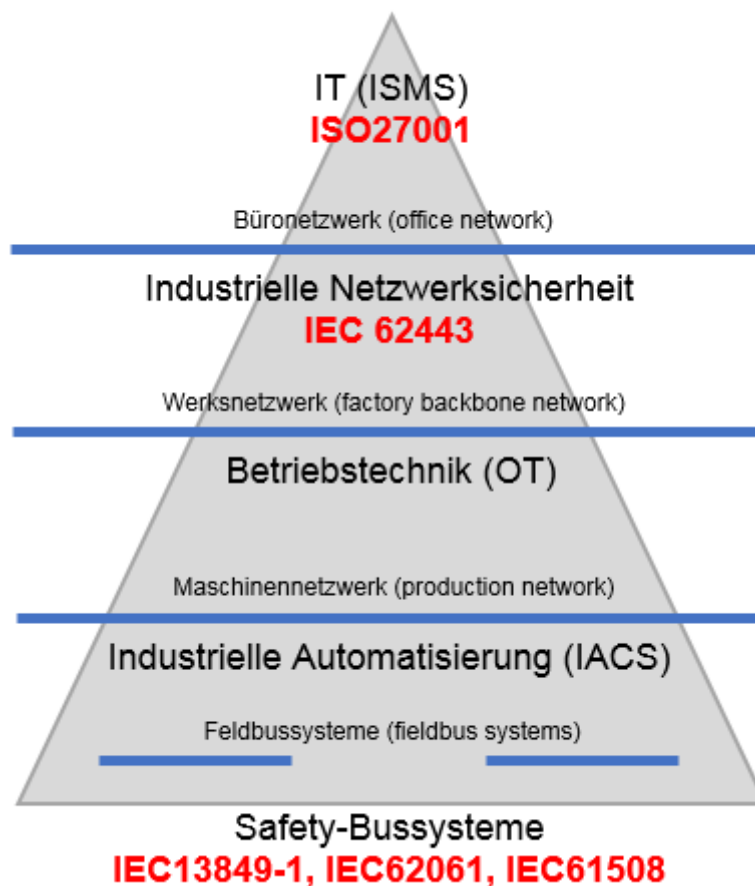 IT (ISMS)
ISO27001
Büronetzwerk (office network)
Industrielle Netzwerksicherheit
IEC 62443
Werksnetzwerk (factory backbone network)
Betriebstechnik (OT)
Maschinennetzwerk (production network)
Industrielle Automatisierung (IACS)
Feldbussysteme (fieldbus systems)
Safety-Bussysteme
IEC13849-1, IEC62061, IEC61508